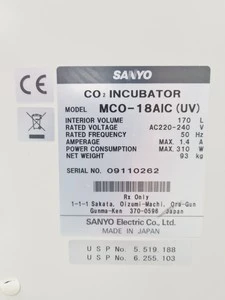 SANYO
CO₂ INCUBATOR
MODEL MCO-18AIC (UV)
INTERIOR VOLUME 170 L
RATED VOLTAGE AC220-240 V
RATED FREQUENCY 50 Hz
AMPERAGE MAX. 1.4 A
POWER CONSUMPTION MAX. 310 W
NET WEIGHT 93 kg
SERIAL NO. 09110262
Rx Only
1-1-1 Sakata, Oizumi-Machi, Ora-Gun
Gunma-Ken 370-0596 Japan
SANYO Electric Co., Ltd.
MADE IN JAPAN
USP No. 5.519.188
USP No. 6.255.103
CE